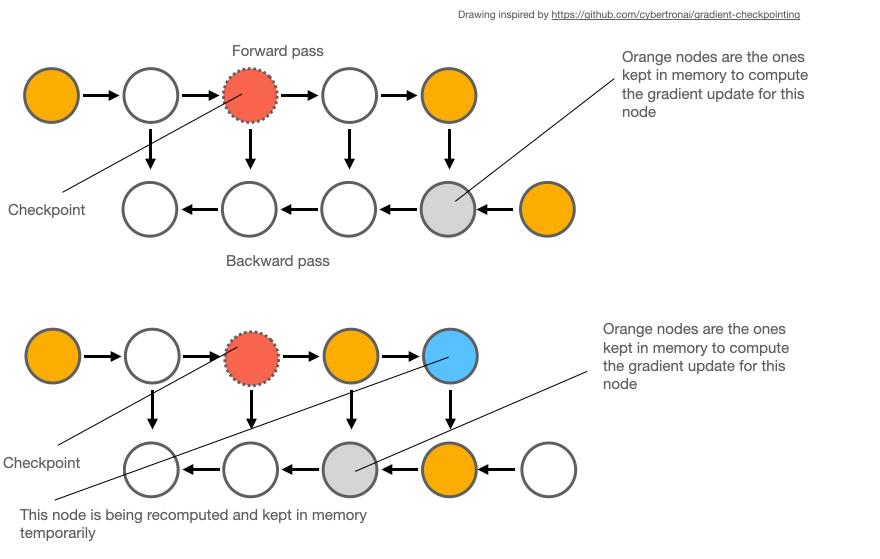 Drawing inspired by https://github.com/cybertronai/gradient-checkpointing
Forward pass
Orange nodes are the ones
kept in memory to compute
the gradient update for this
node
Checkpoint
Backward pass
Orange nodes are the ones
kept in memory to compute
the gradient update for this
node
Checkpoint
This node is being recomputed and kept in memory
temporarily